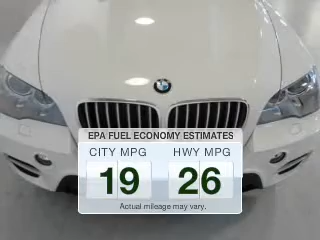 EPA FUEL ECONOMY ESTIMATES
CITY MPG HWY MPG
19 26
Actual mileage may vary.